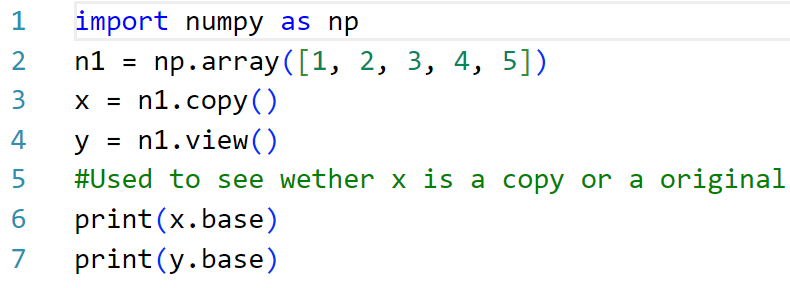 1 import numpy as np
2 n1 = np.array([1, 2, 3, 4, 5])
3 x = n1.copy()
4 y = n1.view()
5 #Used to see wether x is a copy or a original
6 print(x.base)
7 print(y.base)